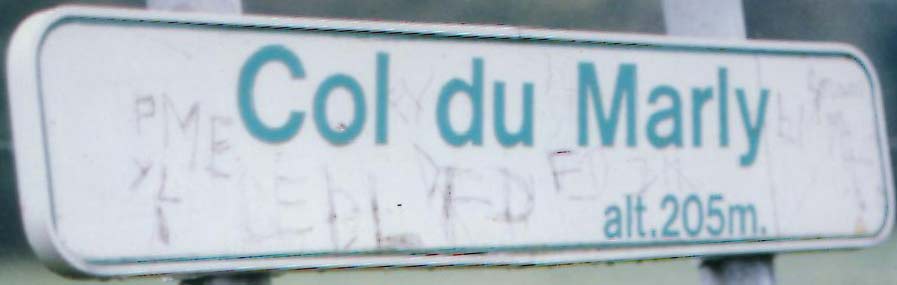 Col du Marly
alt.205m.